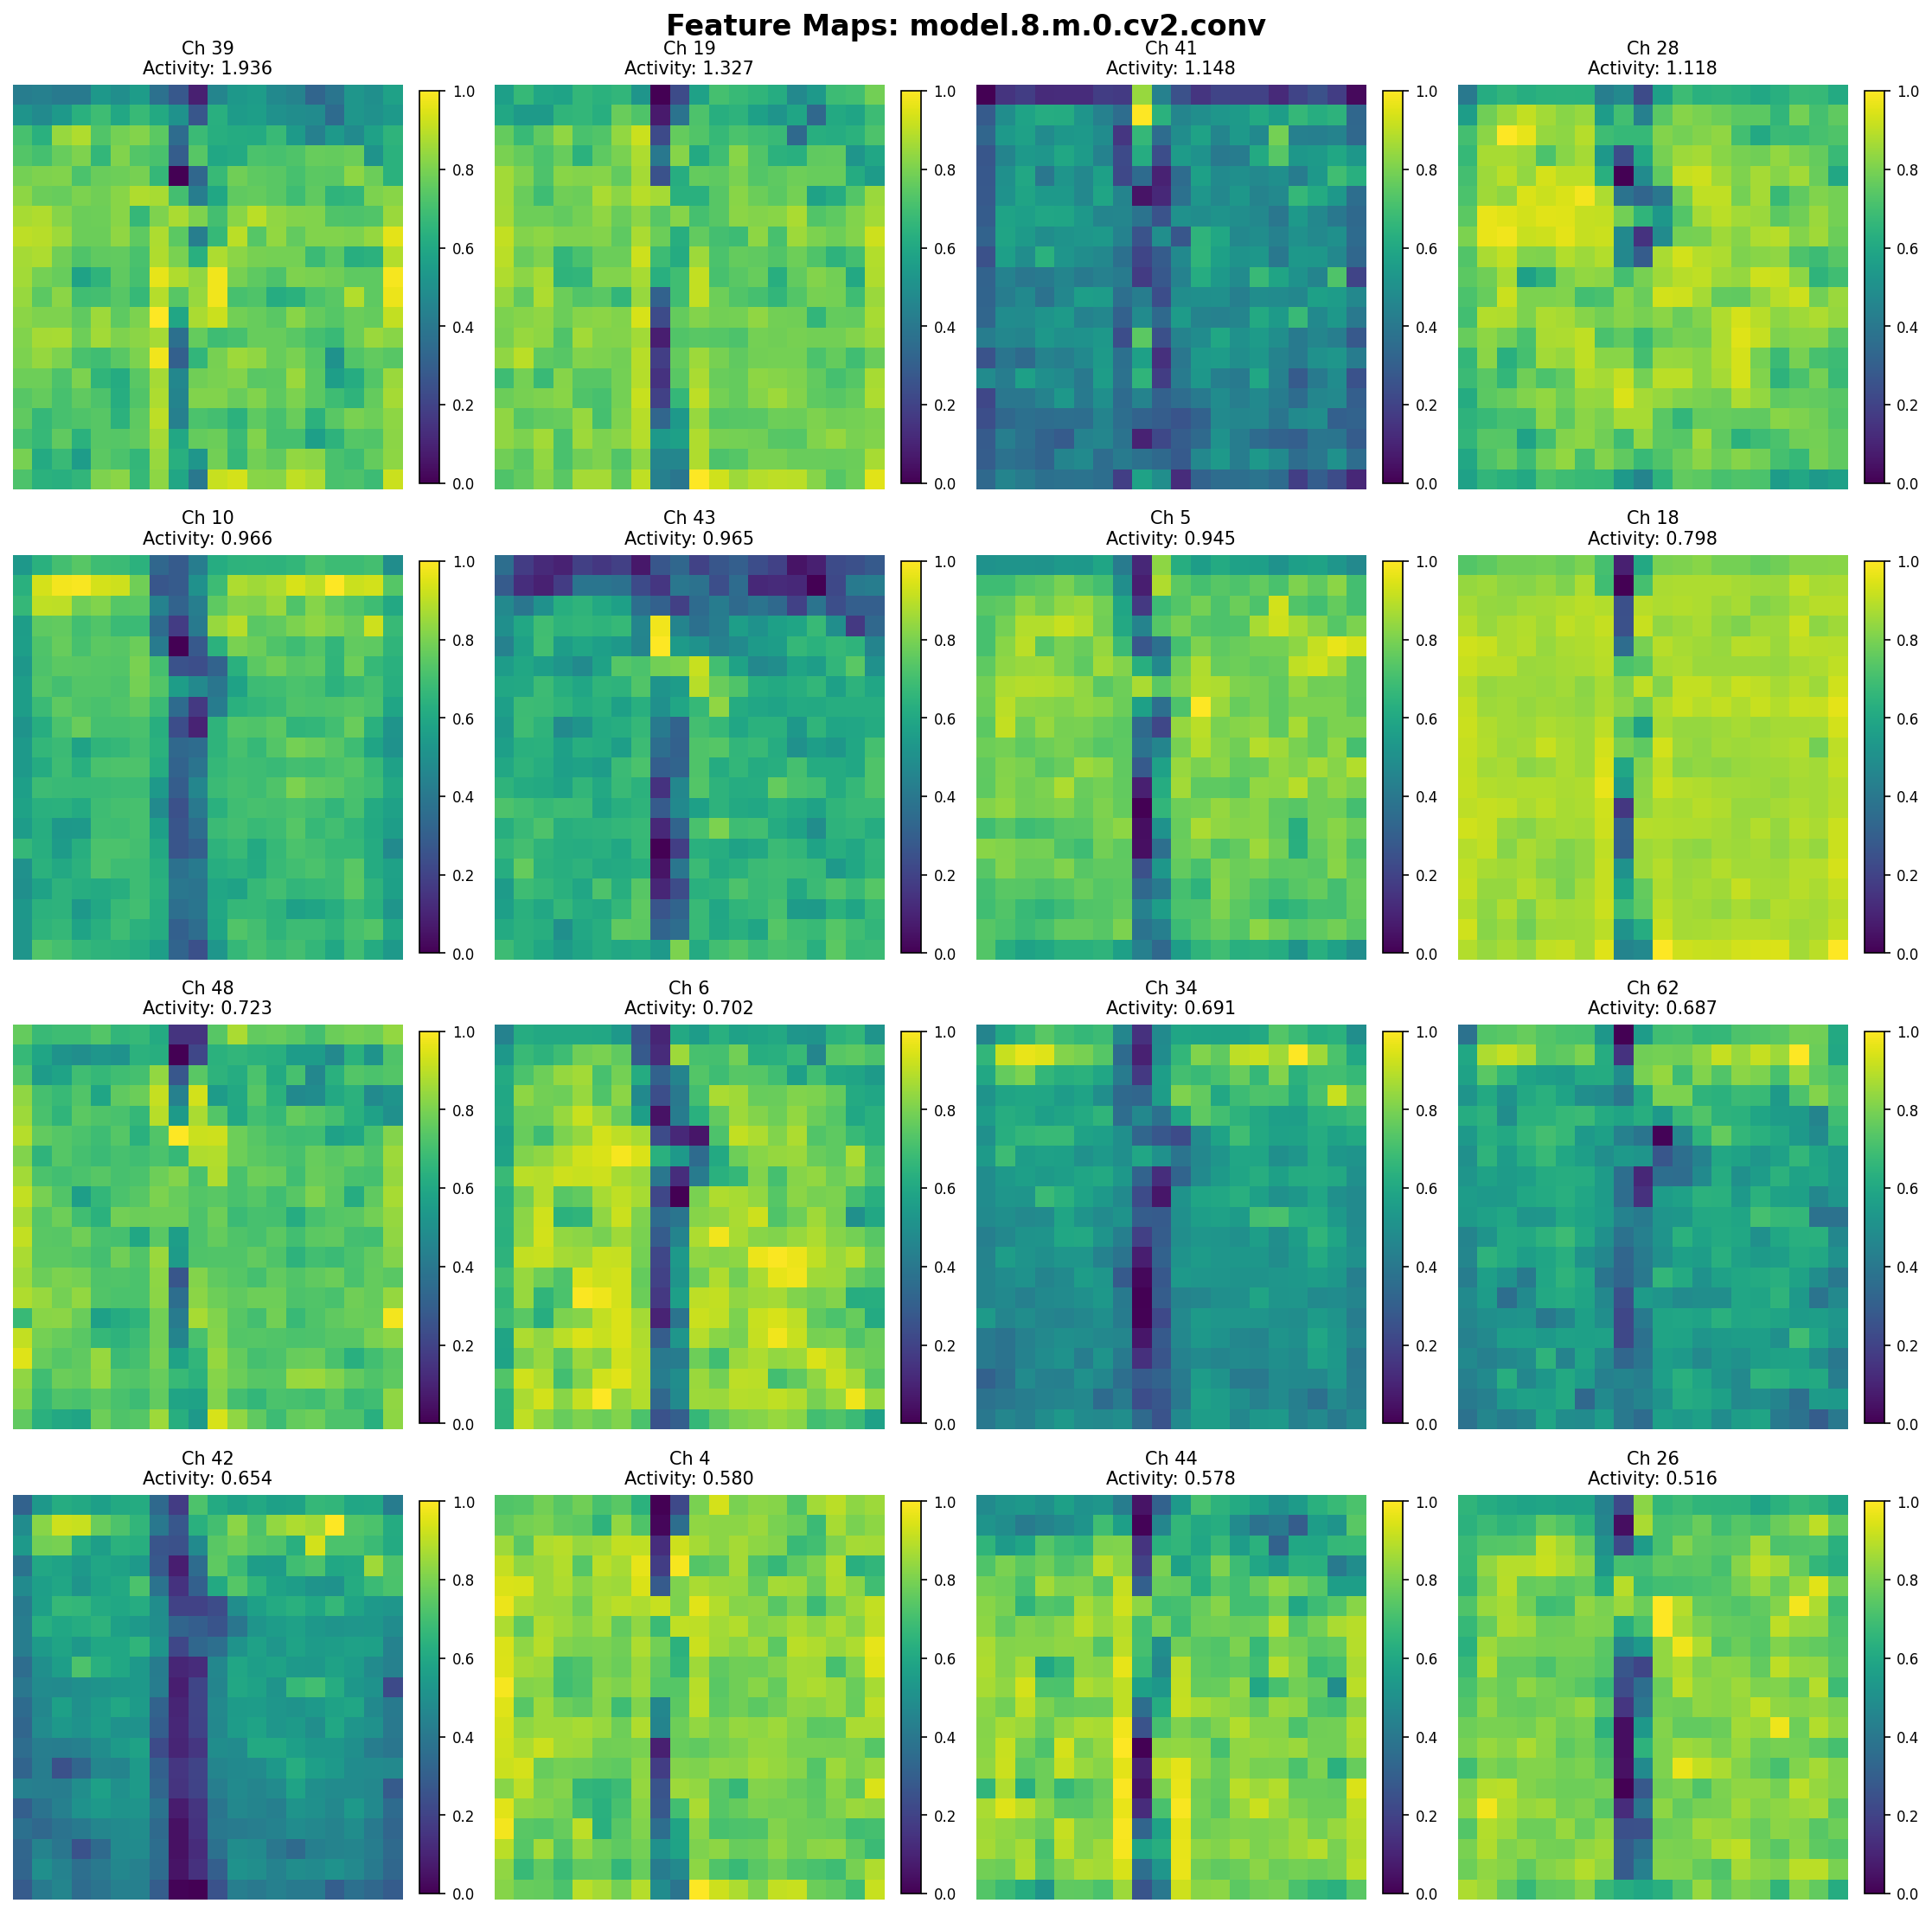 Feature Maps: model.8.m.0.cv2.conv
Ch 39
Activity: 1.936
1.0
0.8
0.6
0.4
0.2
0.0
Ch 19
Activity: 1.327
1.0
0.8
0.6
0.4
0.2
0.0
Ch 41
Activity: 1.148
1.0
0.8
0.6
0.4
0.2
0.0
Ch 28
Activity: 1.118
1.0
0.8
0.6
0.4
0.2
0.0
Ch 10
Activity: 0.966
1.0
0.8
0.6
0.4
0.2
0.0
Ch 43
Activity: 0.965
1.0
0.8
0.6
0.4
0.2
0.0
Ch 5
Activity: 0.945
1.0
0.8
0.6
0.4
0.2
0.0
Ch 18
Activity: 0.798
1.0
0.8
0.6
0.4
0.2
0.0
Ch 48
Activity: 0.723
1.0
0.8
0.6
0.4
0.2
0.0
Ch 6
Activity: 0.702
1.0
0.8
0.6
0.4
0.2
0.0
Ch 34
Activity: 0.691
1.0
0.8
0.6
0.4
0.2
0.0
Ch 62
Activity: 0.687
1.0
0.8
0.6
0.4
0.2
0.0
Ch 42
Activity: 0.654
1.0
0.8
0.6
0.4
0.2
0.0
Ch 4
Activity: 0.580
1.0
0.8
0.6
0.4
0.2
0.0
Ch 44
Activity: 0.578
1.0
0.8
0.6
0.4
0.2
0.0
Ch 26
Activity: 0.516
1.0
0.8
0.6
0.4
0.2
0.0